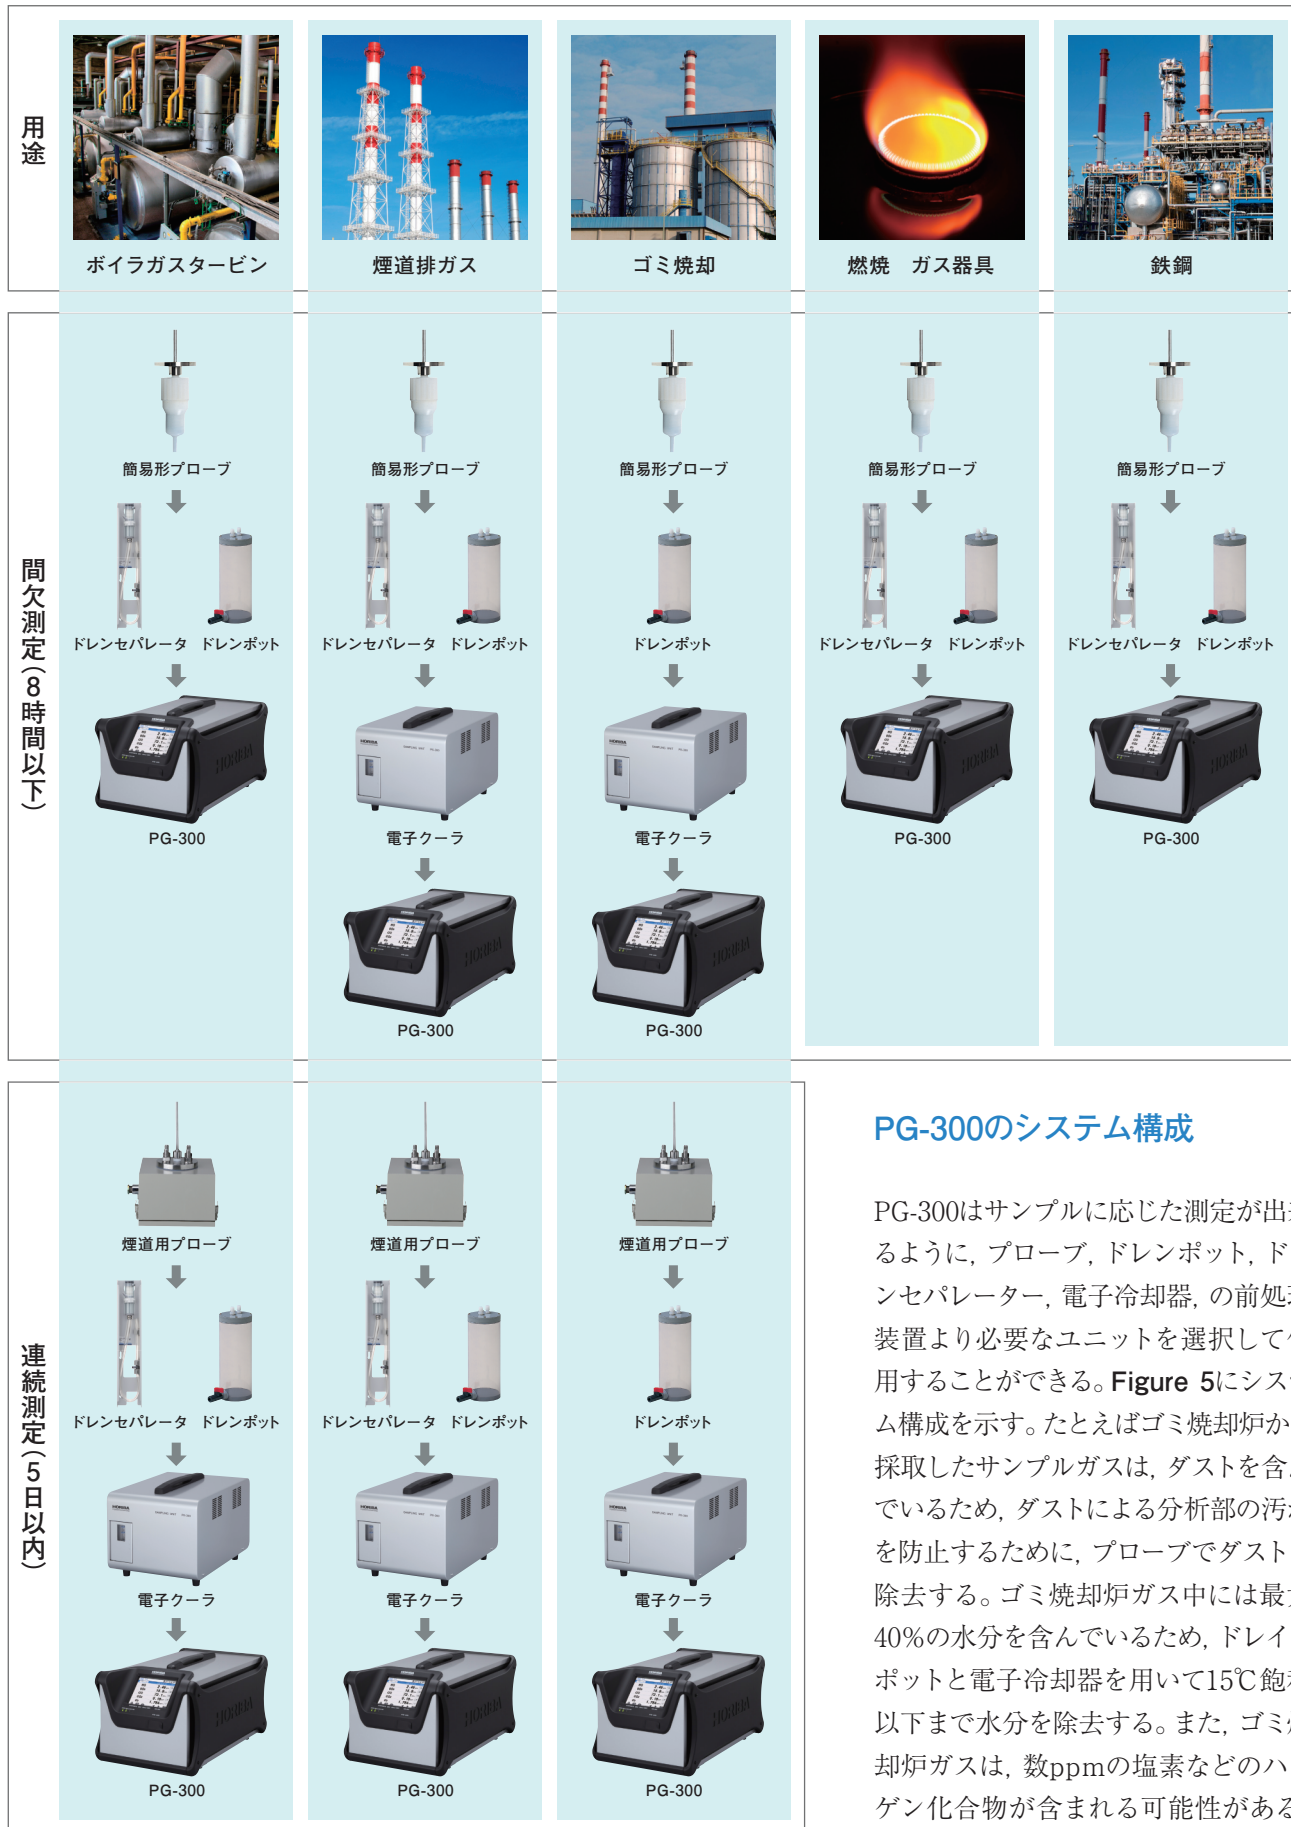 用途
ボイラガスタービン
煙道排ガス
ゴミ焼却
燃焼　ガス器具
鉄鋼
間欠測定(8時間以下)
簡易形プローブ
ドレンセパレータ ドレンポット
PG-300
簡易形プローブ
ドレンセパレータ ドレンポット
電子クーラ
PG-300
簡易形プローブ
ドレンポット
電子クーラ
PG-300
簡易形プローブ
ドレンセパレータ ドレンポット
PG-300
簡易形プローブ
ドレンセパレータ ドレンポット
PG-300
連続測定(5日以内)
煙道用プローブ
ドレンセパレータ ドレンポット
電子クーラ
PG-300
煙道用プローブ
ドレンセパレータ ドレンポット
電子クーラ
PG-300
煙道用プローブ
ドレンポット
電子クーラ
PG-300
PG-300のシステム構成
PG-300はサンプルに応じた測定が出
るように, プローブ, ドレンポット, ド
ンセパレーター, 電子冷却器, の前処
装置より必要なユニットを選択して
用することができる。Figure 5にシス
ム構成を示す。たとえばゴミ焼却炉か
採取したサンプルガスは, ダストを含
でいるため, ダストによる分析部の汚
を防止するために, プローブでダスト
除去する。ゴミ焼却炉ガス中には最
40%の水分を含んでいるため, ドレイ
ポットと電子冷却器を用いて15℃飽
以下まで水分を除去する。また, ゴミ
却炉ガスは, 数ppmの塩素などのハ
ゲン化合物が含まれる可能性がある